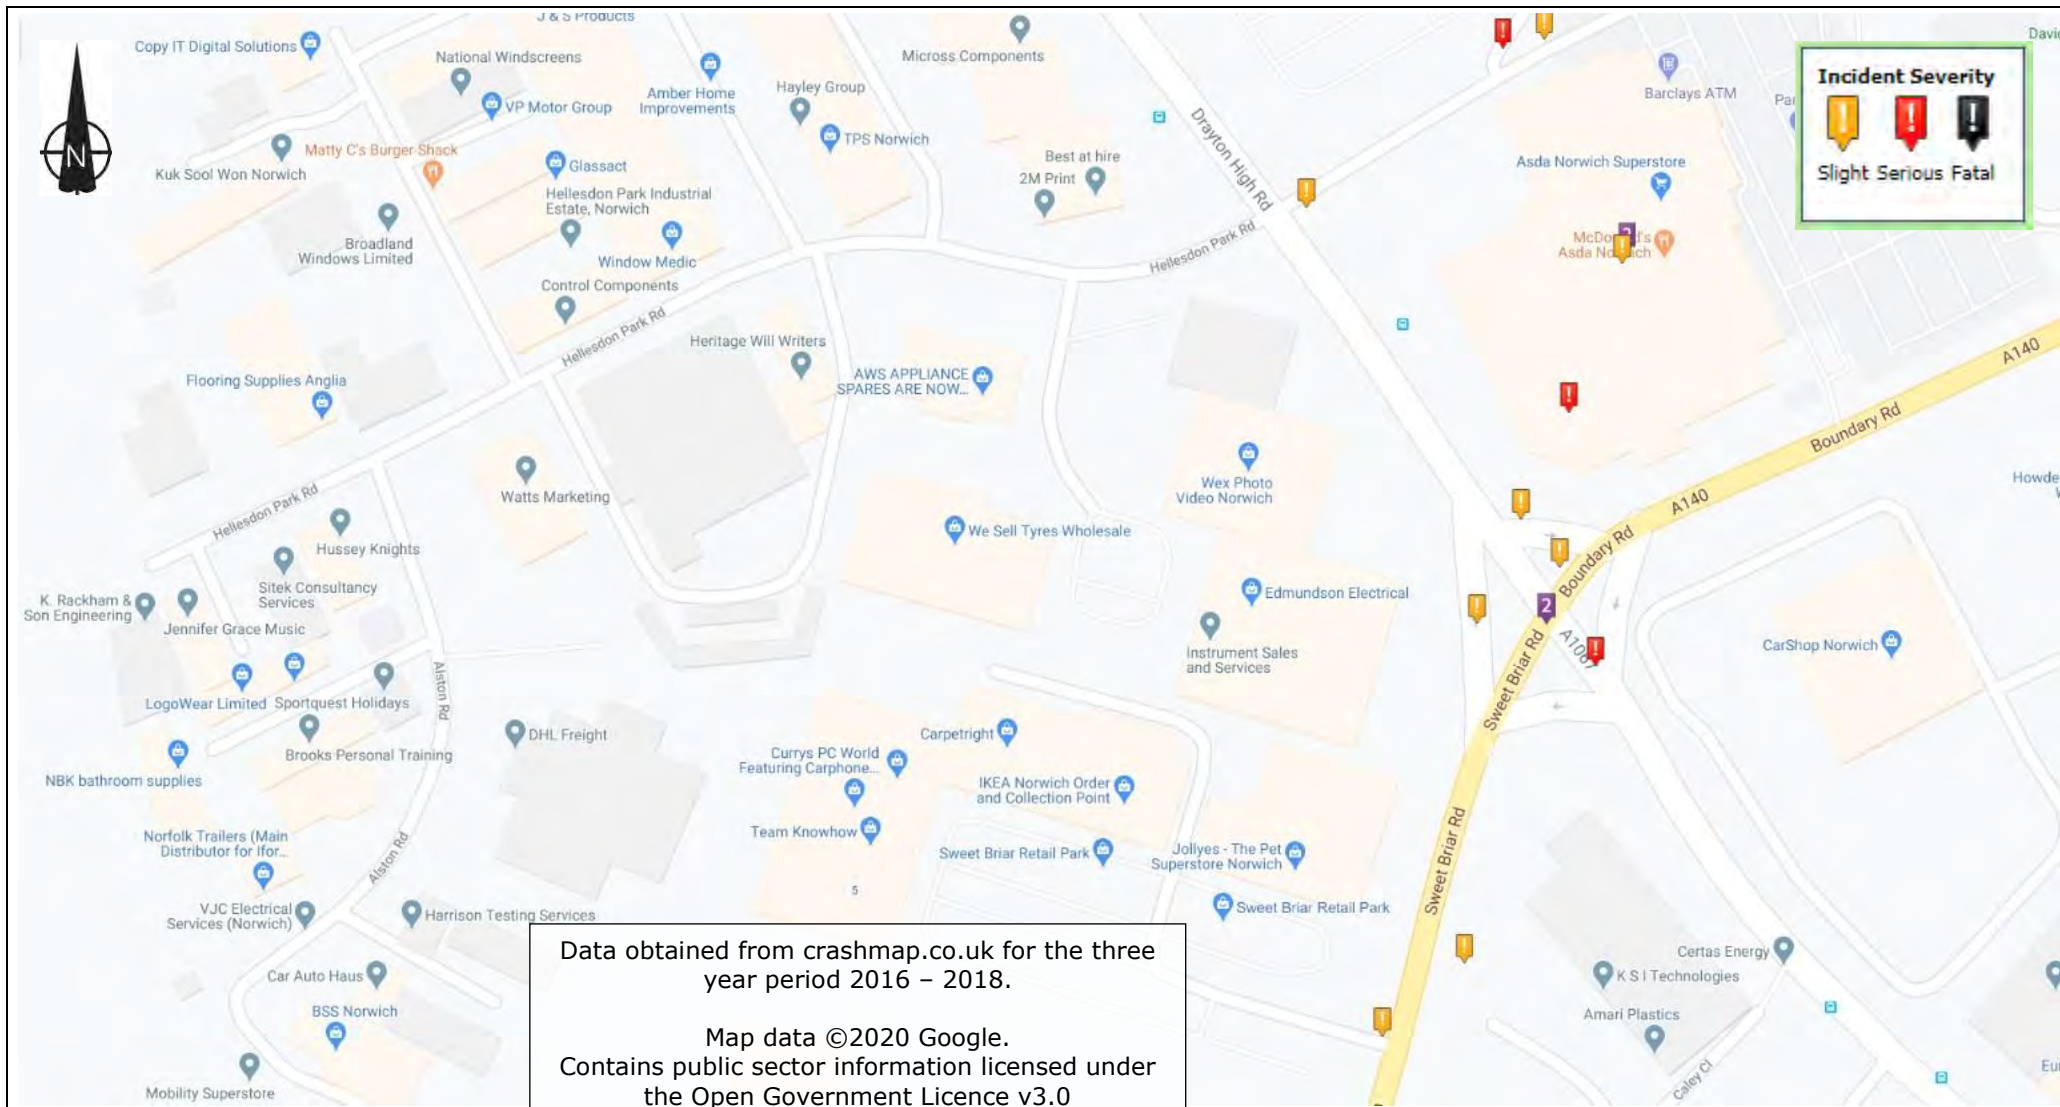 J & S Products
Copy IT Digital Solutions
National Windscreens
VP Motor Group
Amber Home
Improvements
Hayley Group
TPS Norwich
Micross Components
Drayton High Rd
Barclays ATM
Incident Severity
Slight Serious Fatal
N
Kuk Sool Won Norwich
Matty C's Burger Shack
Glassact
Hellesdon Park Industrial
Estate, Norwich
Best at hire
2M Print
Asda Norwich Superstore
Broadland
Windows Limited
Window Medic
Control Components
Hellesdon Park Rd
Hellesdon Park Rd
Heritage Will Writers
AWS APPLIANCE
SPARES ARE NOW...
Flooring Supplies Anglia
A140
Boundary Rd
Watts Marketing
Wex Photo
Video Norwich
A140
Hellesdon Park Rd
Hussey Knights
We Sell Tyres Wholesale
Boundary Rd
Sitek Consultancy
Services
K. Rackham &
Son Engineering
Jennifer Grace Music
Edmundson Electrical
2
Instrument Sales
and Services
Sweet Briar Rd
CarShop Norwich
LogoWear Limited
Sportquest Holidays
Alston Rd
Brooks Personal Training
DHL Freight
NBK bathroom supplies
Currys PC World
Featuring Carphone...
Carpetright
IKEA Norwich Order
and Collection Point
Team Knowhow
Sweet Briar Retail Park
Jollyes - The Pet
Superstore Norwich
Sweet Briar Rd
Norfolk Trailers (Main
Distributor for Ifor...
Alston Rd
5
VJC Electrical
Services (Norwich)
Harrison Testing Services
Sweet Briar Retail Park
Car Auto Haus
BSS Norwich
Mobility Superstore
Certas Energy
K S I Technologies
Amari Plastics
Caley Cl
Data obtained from crashmap.co.uk for the three
year period 2016 – 2018.
Map data ©2020 Google.
Contains public sector information licensed under
the Open Government Licence v3.0